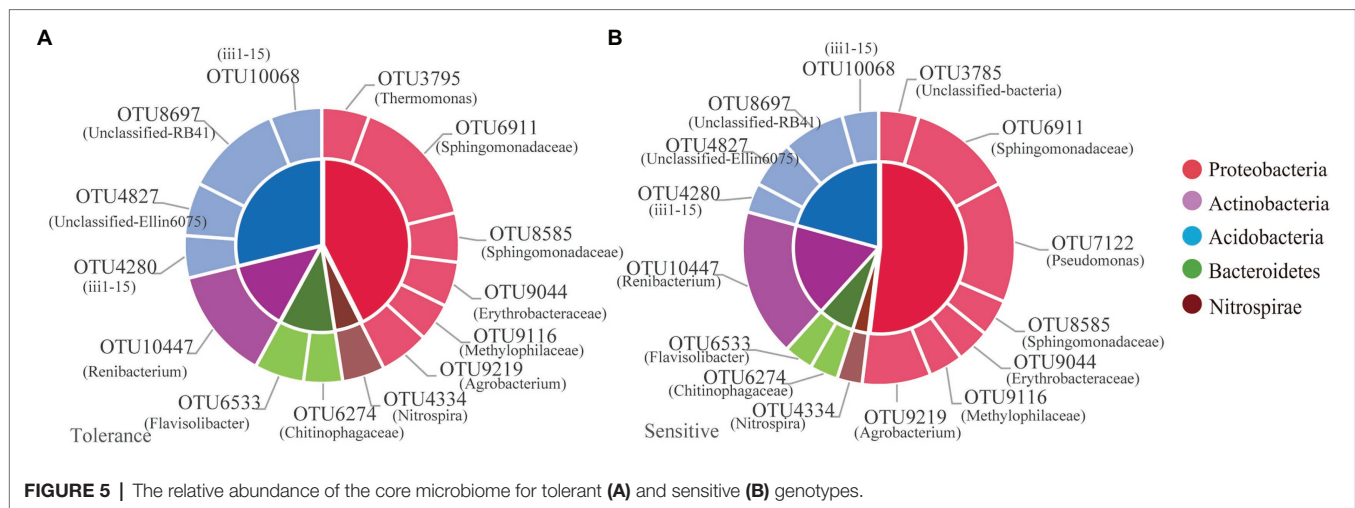 A
(iii1-15)
OTU10068
OTU3795
(Thermomonas)
OTU8697
(Unclassified-RB41)
OTU6911
(Sphingomonadaceae)
OTU4827
(Unclassified-Ellin6075)
OTU8585
(Sphingomonadaceae)
OTU4280
(iii1-15)
OTU9044
(Erythrobacteraceae)
OTU9116
(Methylophilaceae)
OTU10447
(Renibacterium)
OTU9219
(Agrobacterium)
OTU6533
(Flavisolibacter)
OTU6274
(Chitinophagaceae)
OTU4334
(Nitrospira)
Tolerance
B
(iii1-15)
OTU10068
OTU3785
(Unclassified-bacteria)
OTU8697
(Unclassified-RB41)
OTU6911
(Sphingomonadaceae)
OTU4827
(Unclassified-Ellin6075)
OTU4280
(iii1-15)
OTU7122
(Pseudomonas)
OTU10447
(Renibacterium)
OTU8585
(Sphingomonadaceae)
OTU6533
(Flavisolibacter)
OTU9044
(Erythrobacteraceae)
OTU6274
(Chitinophagaceae)
OTU9116
(Methylophilaceae)
OTU4334
(Nitrospira)
OTU9219
(Agrobacterium)
Sensitive
Proteobacteria
Actinobacteria
Acidobacteria
Bacteroidetes
Nitrospirae
FIGURE 5 | The relative abundance of the core microbiome for tolerant (A) and sensitive (B) genotypes.